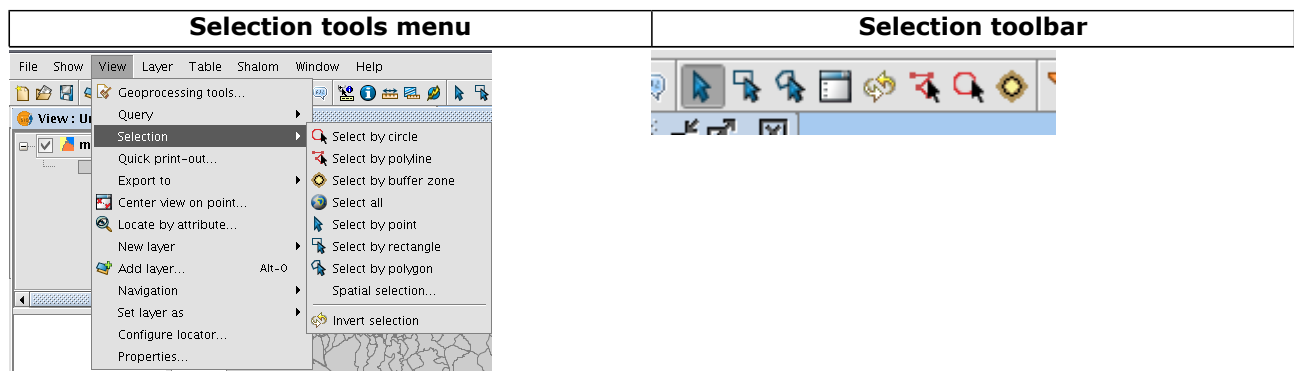 Selection tools menu
Selection toolbar
File Show View Layer Table Shalom Window Help
Geoprocessing tools...
Query
View : Un
Selection
m
Quick print-out...
Export to
Center view on point...
Locate by attribute...
New layer
Add layer... Alt-O
Navigation
Set layer as
Configure locator...
Properties...
Select by circle
Select by polyline
Select by buffer zone
Select all
Select by point
Select by rectangle
Select by polygon
Spatial selection...
Invert selection